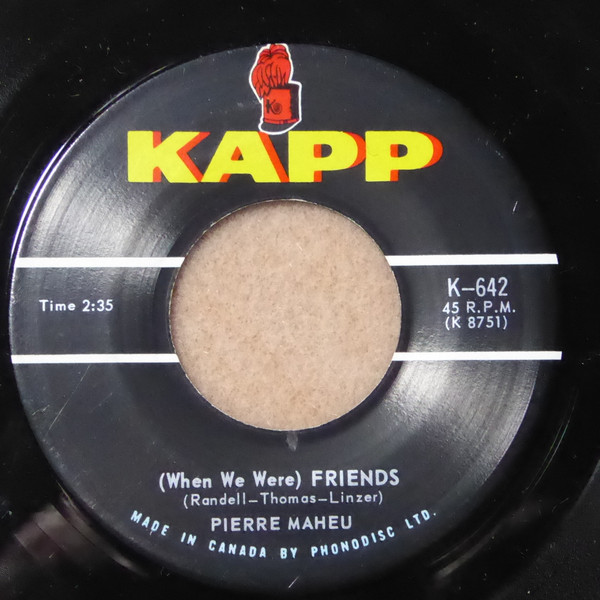 K
KAPP
Time 2:35
K-642
45 R.P.M.
(K 8751)
(When We Were) FRIENDS
(Randell-Thomas-Linzer)
PIERRE MAHEU
MADE IN CANADA BY PHONODISC LTD.